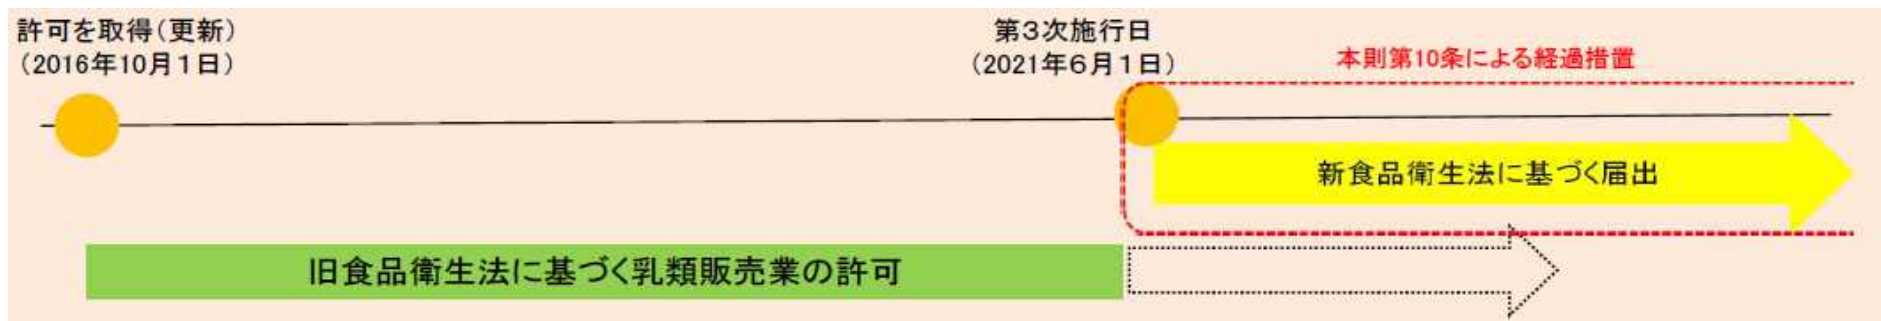 許可を取得（更新）
（2016年10月１日）
第３次施行日
（2021年６月１日）
本則第10条による経過措置
新食品衛生法に基づく届出
旧食品衛生法に基づく乳類販売業の許可